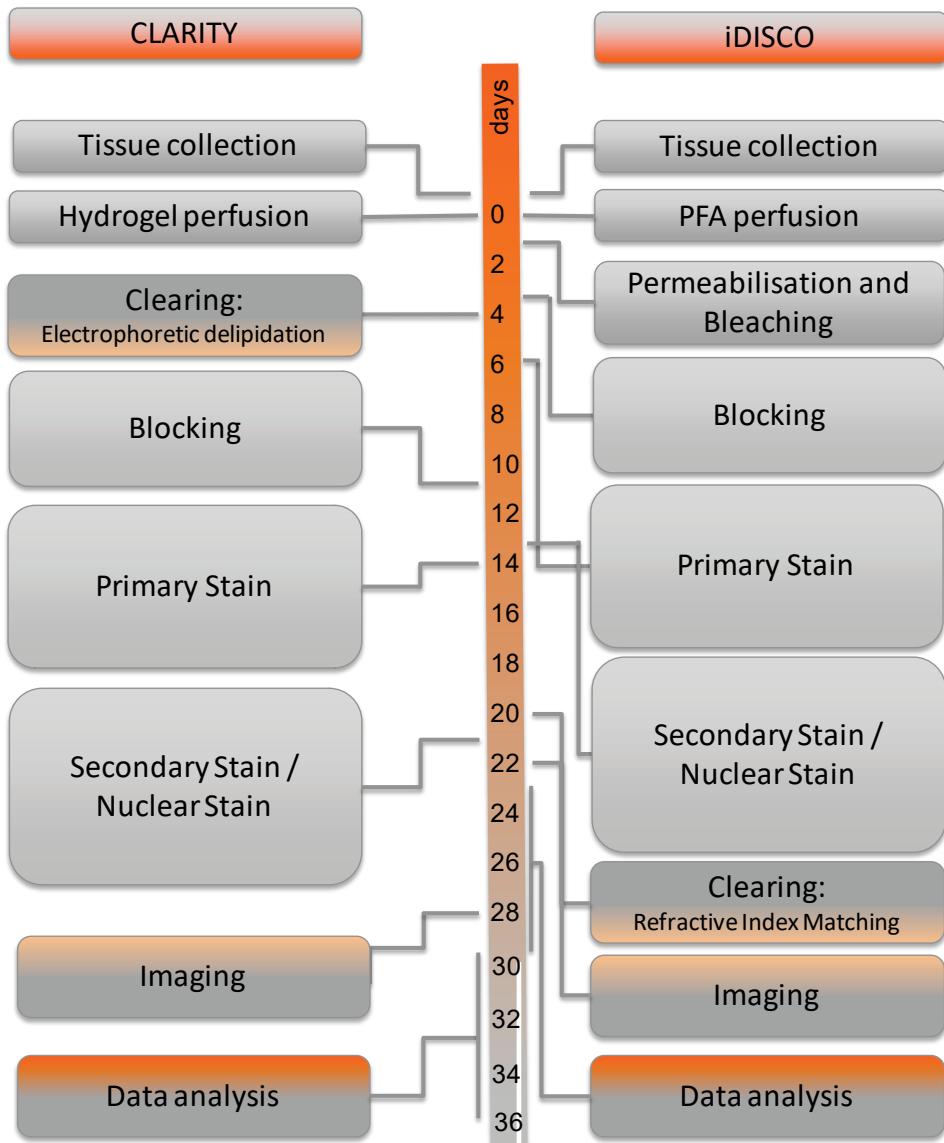 CLARITY
Tissue collection
Hydrogel perfusion
Clearing:
Electrophoretic delipidation
Blocking
Primary Stain
Secondary Stain /
Nuclear Stain
Imaging
Data analysis
days
0
2
4
6
8
10
12
14
16
18
20
22
24
26
28
30
32
34
36
iDISCO
Tissue collection
PFA perfusion
Permeabilisation and
Bleaching
Blocking
Primary Stain
Secondary Stain /
Nuclear Stain
Clearing:
Refractive Index Matching
Imaging
Data analysis